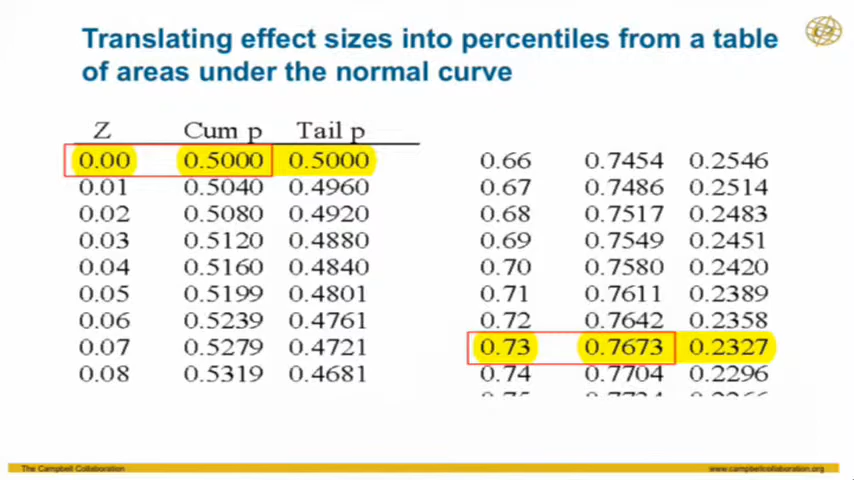 Translating effect sizes into percentiles from a table
of areas under the normal curve
Z Cum p Tail p
0.00 0.5000 0.5000
0.01 0.5040 0.4960
0.02 0.5080 0.4920
0.03 0.5120 0.4880
0.04 0.5160 0.4840
0.05 0.5199 0.4801
0.06 0.5239 0.4761
0.07 0.5279 0.4721
0.08 0.5319 0.4681
0.66 0.7454 0.2546
0.67 0.7486 0.2514
0.68 0.7517 0.2483
0.69 0.7549 0.2451
0.70 0.7580 0.2420
0.71 0.7611 0.2389
0.72 0.7642 0.2358
0.73 0.7673 0.2327
0.74 0.7704 0.2296
The Campbell Collaboration
www.campbellcollaboration.org